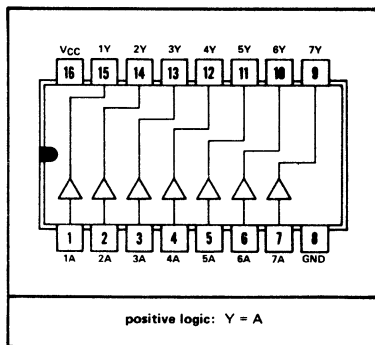 VCC 1Y 2Y 3Y 4Y 5Y 6Y 7Y
16 15 14 13 12 11 10 9
1 2 3 4 5 6 7 8
1A 2A 3A 4A 5A 6A 7A GND
positive logic: Y = A